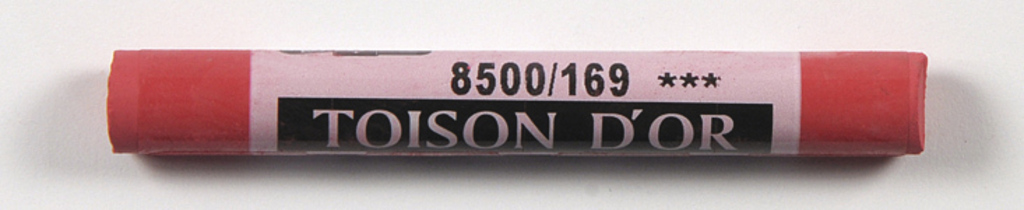 8500/169 ***
TOISON D'OR